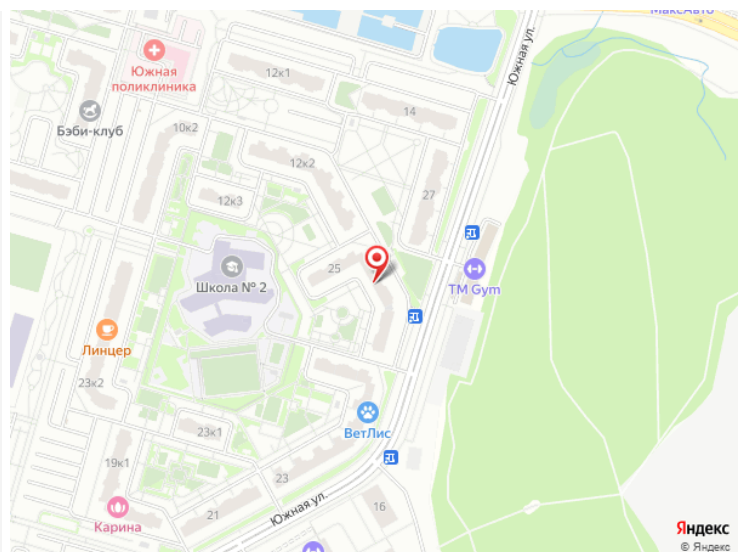 МаксАвто
Южная ул.
Южная
поликлиника
12к1
14
Бэби-клуб
10к2
12к2
12к3
27
25
Школа № 2
TM Gym
Линцер
23к2
ВетЛис
23к1
19к1
23
Карина
21
Южная ул.
16
Яндекс
© Яндекс